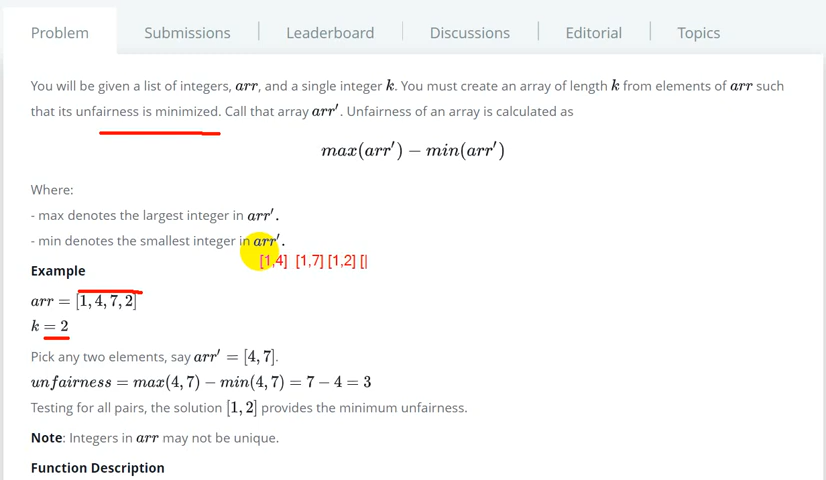 Problem Submissions Leaderboard Discussions Editorial Topics
You will be given a list of integers, arr, and a single integer k. You must create an array of length k from elements of arr such
that its unfairness is minimized. Call that array arr′. Unfairness of an array is calculated as
max(arr′) − min(arr′)
Where:
- max denotes the largest integer in arr′.
- min denotes the smallest integer in arr′.
[1,4] [1,7] [1,2] [|
Example
arr = [1, 4, 7, 2]
k = 2
Pick any two elements, say arr′ = [4, 7].
unfairness = max(4, 7) − min(4, 7) = 7 − 4 = 3
Testing for all pairs, the solution [1, 2] provides the minimum unfairness.
Note: Integers in arr may not be unique.
Function Description